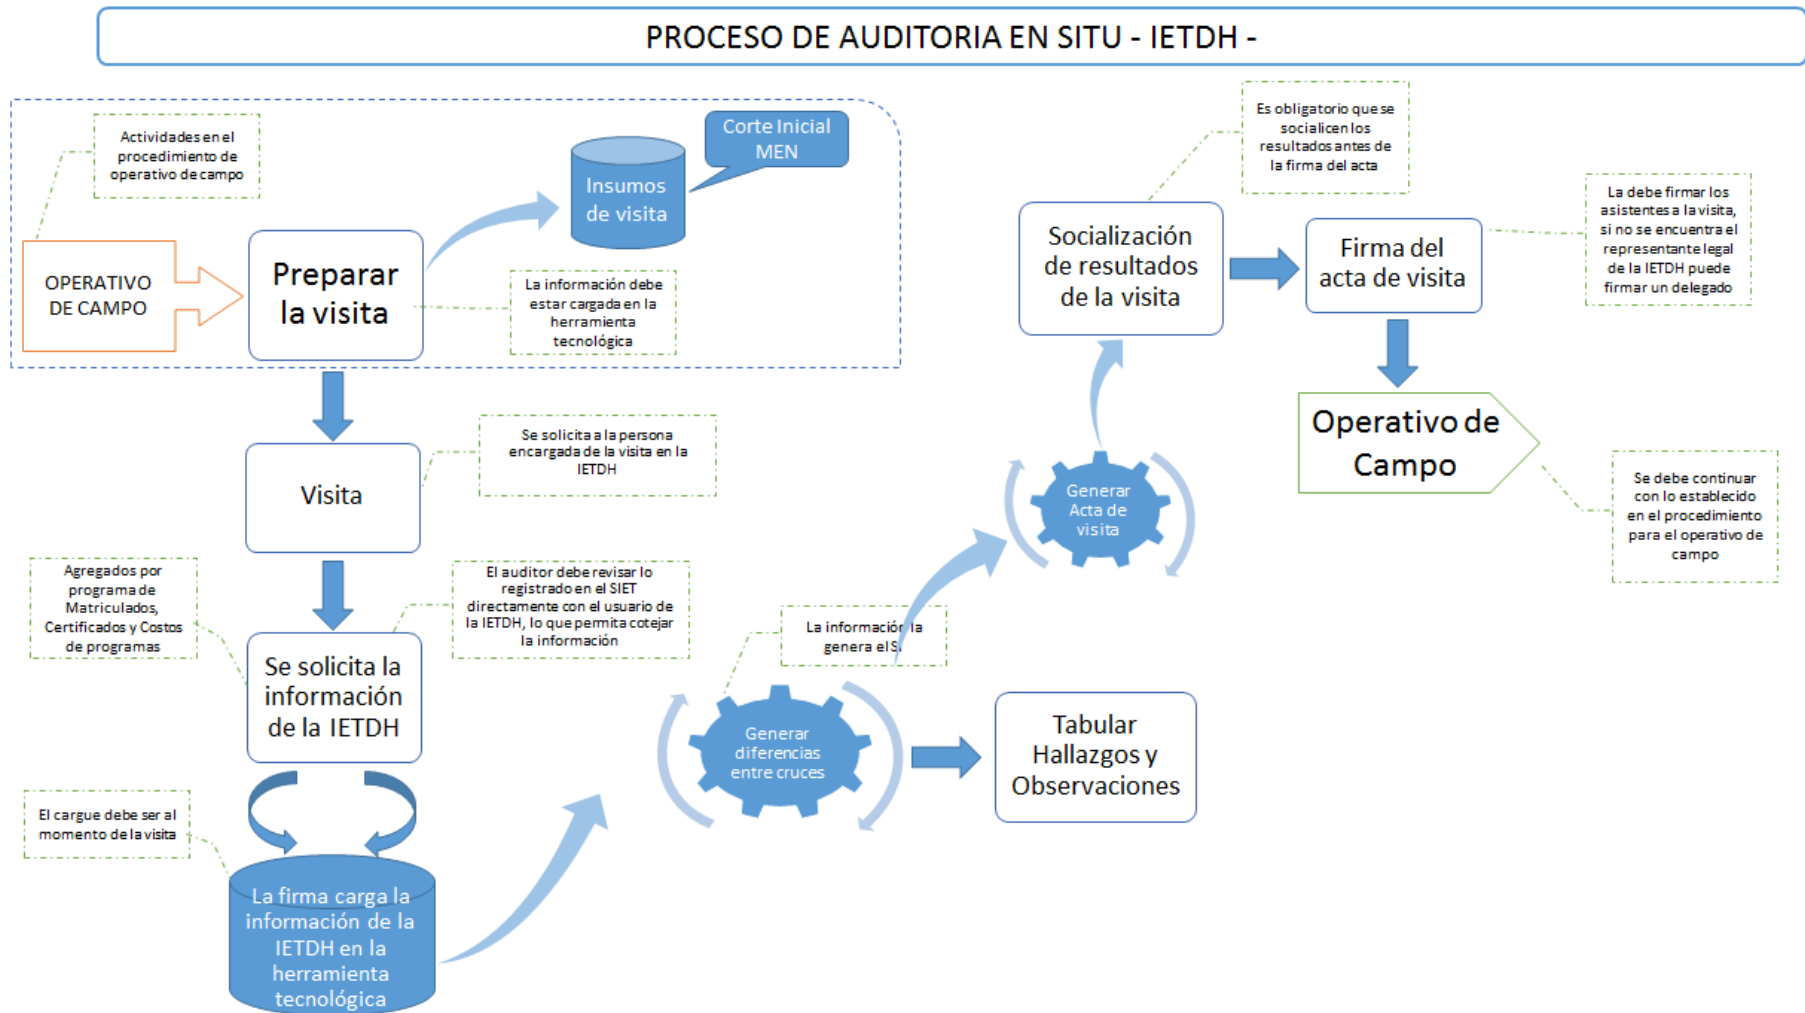 PROCESO DE AUDITORIA EN SITU - IETDH -
Actividades en el
procedimiento de
operativo de campo
OPERATIVO
DE CAMPO
Preparar
la visita
Insumos
de visita
Corte Inicial
MEN
La información debe
estar cargada en la
herramienta
tecnológica
Visita
Se solicita a la persona
encargada de la visita en la
IETDH
Agregados por
programa de
Matriculados,
Certificados y Costos
de programas
El auditor debe revisar lo
registrado en el SIET
directamente con el usuario de
la IETDH, lo que permita cotejar
la información
Se solicita la
información
de la IETDH
El cargue debe ser al
momento de la visita
La firma carga la
información de la
IETDH en la
herramienta
tecnológica
La información la
genera el S.
Generar
diferencias
entre cruces
Tabular
Hallazgos y
Observaciones
Generar
Acta de
visita
Es obligatorio que se
socialicen los
resultados antes de
la firma del acta
Socialización
de resultados
de la visita
Firma del
acta de visita
La debe firmar los
asistentes a la visita,
si no se encuentra el
representante legal
de la IETDH puede
firmar un delegado
Operativo de
Campo
Se debe continuar
con lo establecido
en el procedimiento
para el operativo de
campo